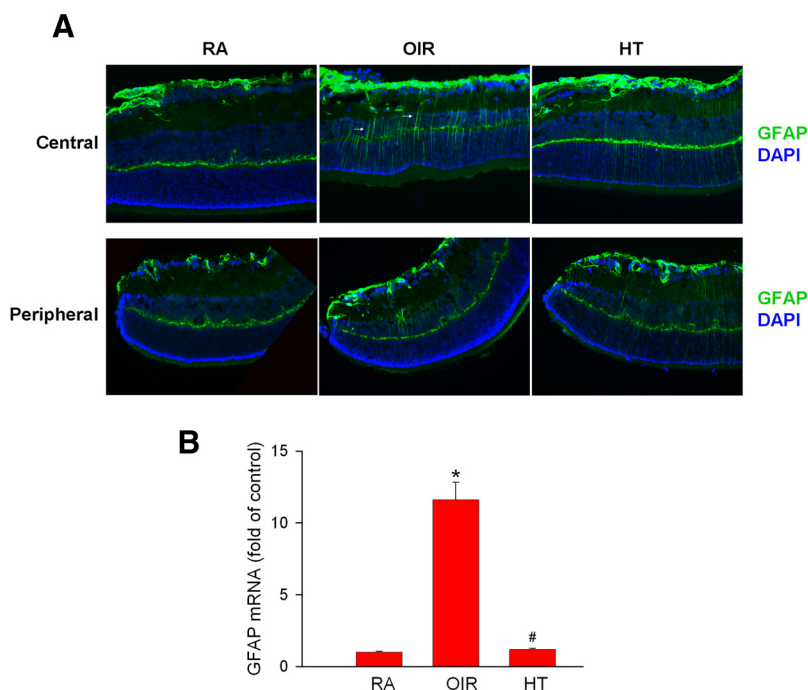 A
RA OIR HT
Central
GFAP
DAPI
Peripheral
GFAP
DAPI
B
GFAP mRNA (fold of control)
15
10
5
0
*
#
RA OIR HT